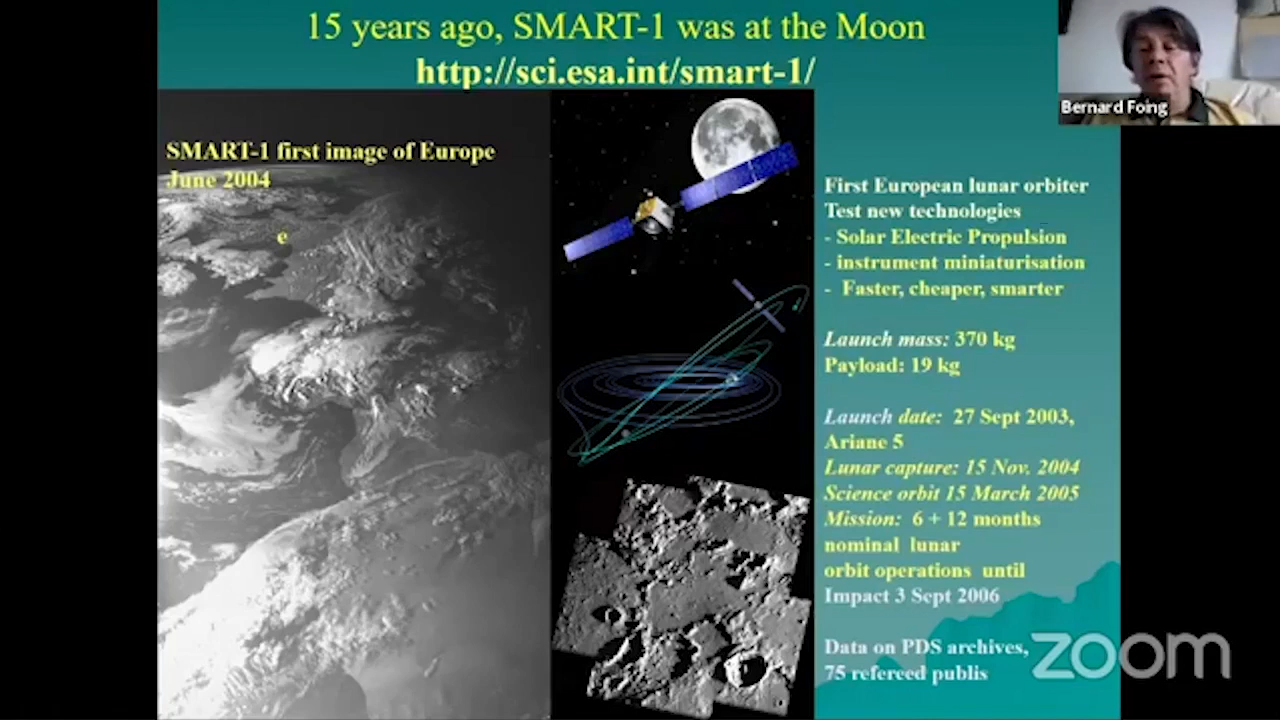 15 years ago, SMART-1 was at the Moon
http://sci.esa.int/smart-1/
Bernard Foing
SMART-1 first image of Europe
June 2004
e
First European lunar orbiter
Test new technologies
- Solar Electric Propulsion
- instrument miniaturisation
- Faster, cheaper, smarter
Launch mass: 370 kg
Payload: 19 kg
Launch date: 27 Sept 2003,
Ariane 5
Lunar capture: 15 Nov. 2004
Science orbit 15 March 2005
Mission: 6 + 12 months
nominal lunar
orbit operations until
Impact 3 Sept 2006
Data on PDS archives,
75 refereed publis
zoom